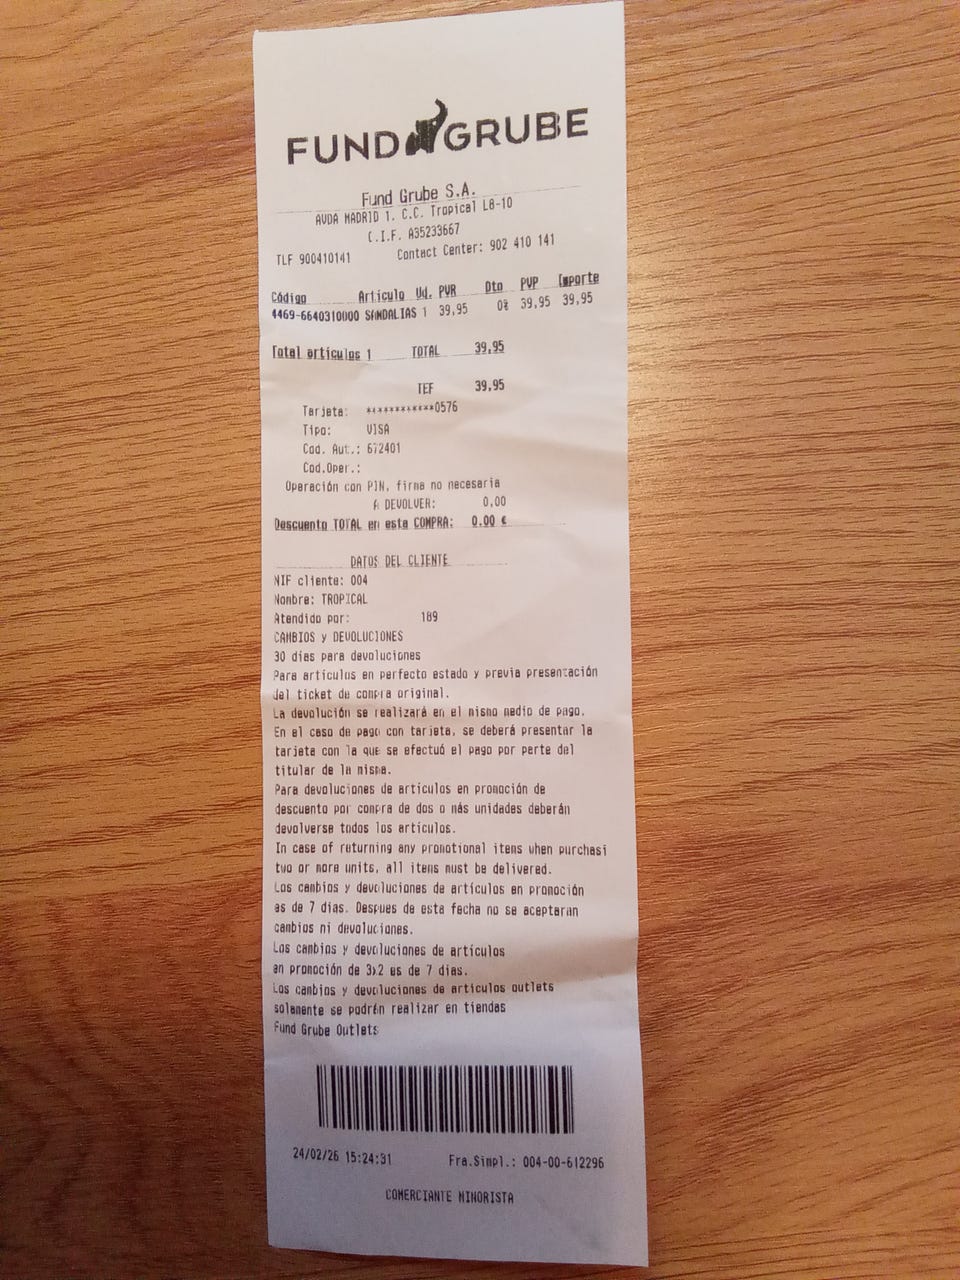 FUND GRUBE
Fund Grube S.A.
AVDA MADRID 1. C.C. Tropical L8-10
C.I.F. A35233667
TLF 900410141 Contact Center: 902 410 141
Código Articulo Ud. PVR Dto PVP Importe
4469-6640310000 SANDALIAS 1 39,95 0% 39,95 39,95
Total artículos 1 TOTAL 39,95
TEF 39,95
Tarjeta: ************0576
Tipo: VISA
Cod. Aut.: 672401
Cod.Oper.:
Operación con PIN, firma no necesaria
A DEVOLVER: 0,00
Descuento TOTAL en esta COMPRA: 0.00 €
DATOS DEL CLIENTE
NIF cliente: 004
Nombre: TROPICAL
Atendido por: 189
CAMBIOS y DEVOLUCIONES
30 dias para devoluciones
Para artículos en perfecto estado y previa presentación
del ticket de compra original.
La devolución se realizará en el mismo medio de pago.
En el caso de pago con tarjeta, se deberá presentar la
tarjeta con la que se efectuó el pago por parte del
titular de la misma.
Para devoluciones de artículos en promoción de
descuento por compra de dos o más unidades deberán
devolverse todos los artículos.
In case of returning any promotional items when purchasi
two or more units, all items must be delivered.
Los cambios y devoluciones de artículos en promoción
es de 7 dias. Despues de esta fecha no se aceptaran
cambios ni devoluciones.
Los cambios y devoluciones de artículos
en promoción de 3x2 es de 7 dias.
Los cambios y devoluciones de artículos outlets
solamente se podrán realizar en tiendas
Fund Grube Outlets
24/02/26 15:24:31 Fra.Simpl.: 004-00-612296
COMERCIANTE MINORISTA